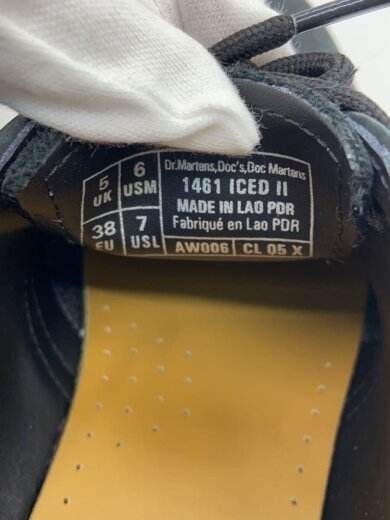 5 UK
6 USM
38 EU
7 USL
Dr.Martens,Doc's,Doc Martens
1461 ICED II
MADE IN LAO PDR
Fabriqué en Lao PDR
AW006
CL 05 X